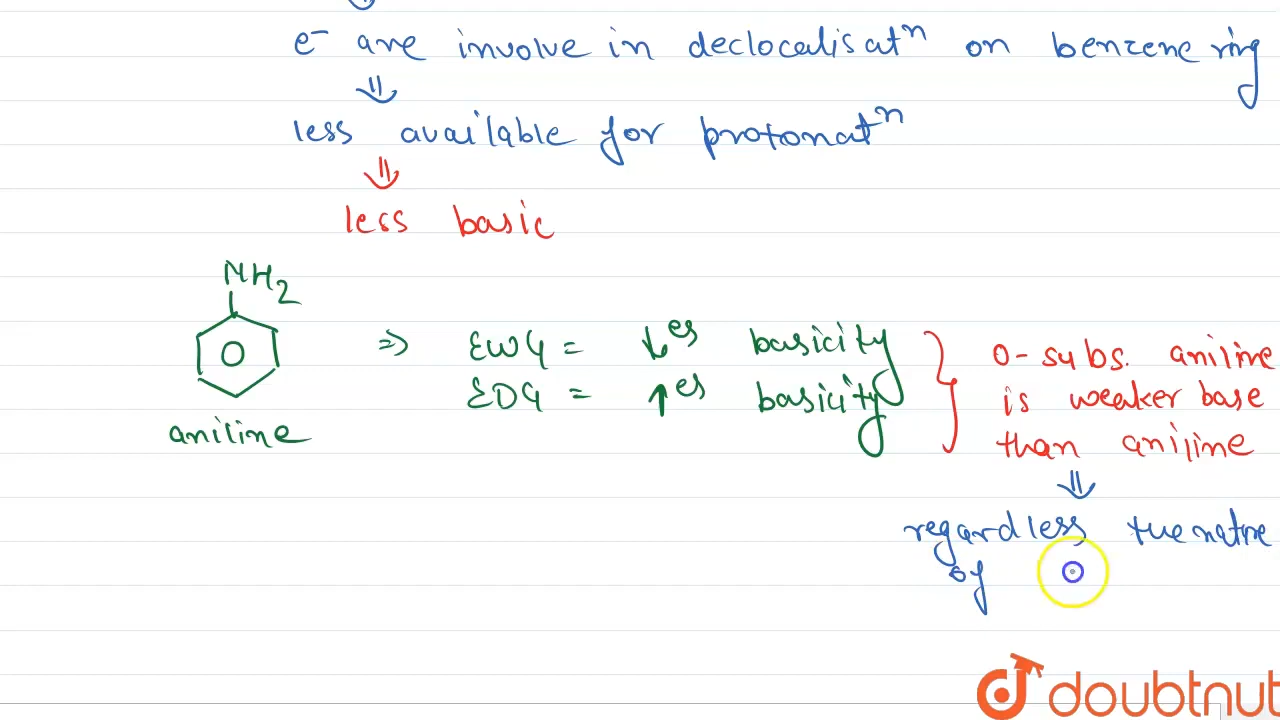 e⁻ are involve in declocalisatⁿ on benzene ring
⇓
less available for protonatⁿ
⇓
less basic
NH2
⇒ EWG = ↓es basicity
EDG = ↑es basicity
aniline
o-subs. aniline
is weaker base
than aniline
⇓
regardless the nature
of
doubtnut